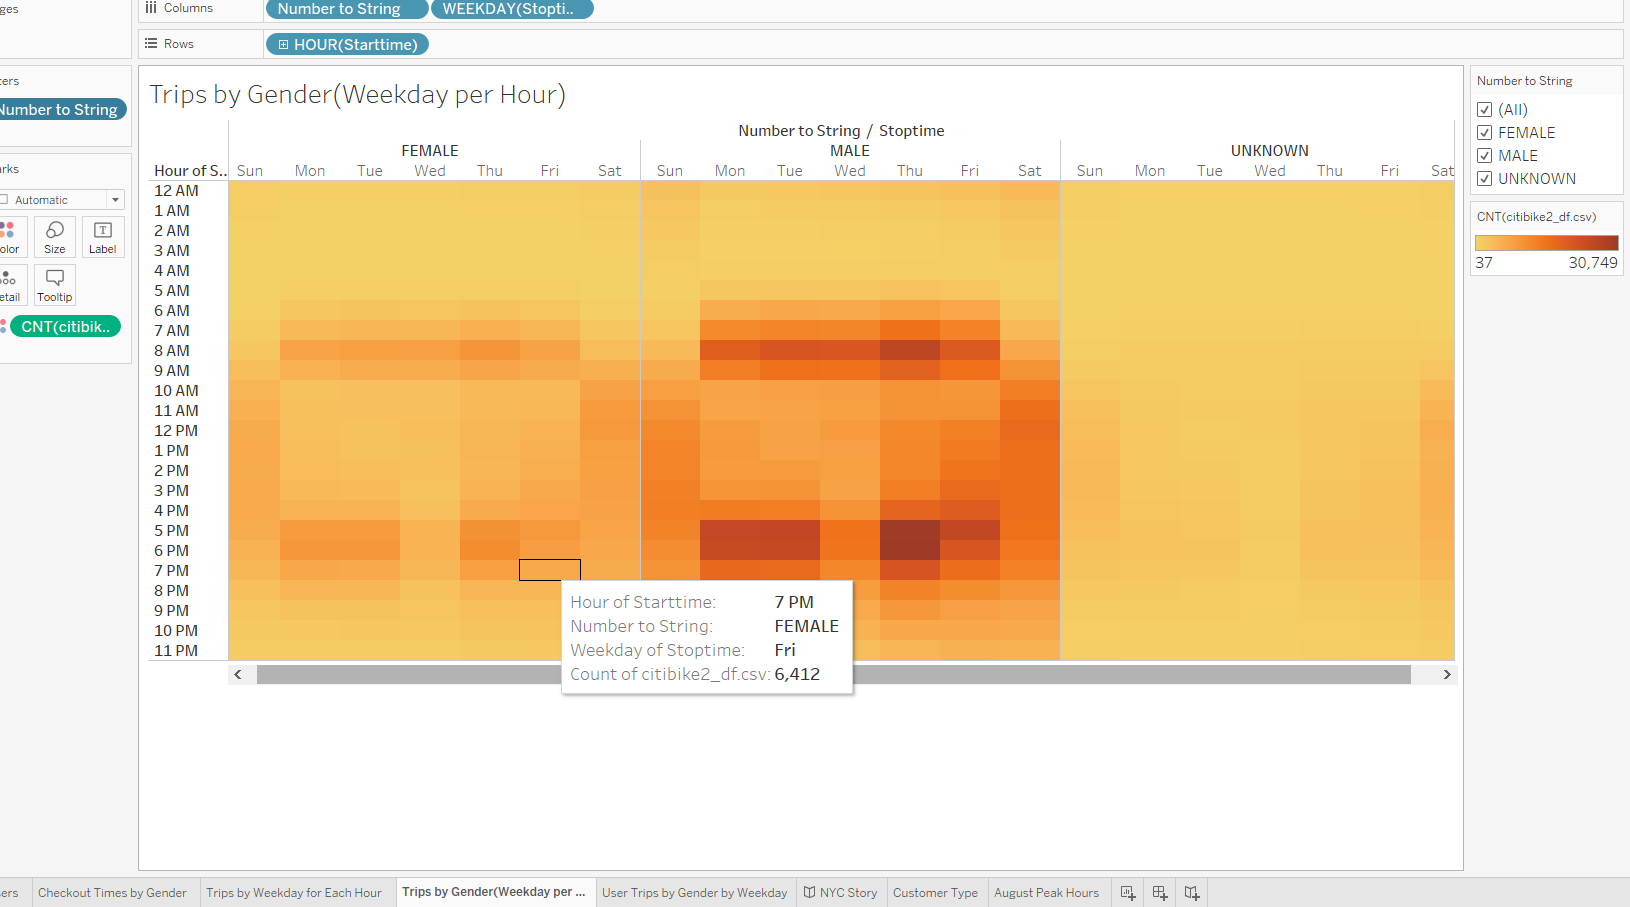 ges
Columns
Number to String
WEEKDAY(Stopti..
Rows
HOUR(Starttime)
ers
Number to String
rks
Automatic
olor
Size
Label
etail
Tooltip
CNT(citibik..
Trips by Gender(Weekday per Hour)
Number to String / Stoptime
FEMALE MALE UNKNOWN
Hour of S.. Sun Mon Tue Wed Thu Fri Sat Sun Mon Tue Wed Thu Fri Sat Sun Mon Tue Wed Thu Fri Sat
12 AM
1 AM
2 AM
3 AM
4 AM
5 AM
6 AM
7 AM
8 AM
9 AM
10 AM
11 AM
12 PM
1 PM
2 PM
3 PM
4 PM
5 PM
6 PM
7 PM
8 PM
9 PM
10 PM
11 PM
Hour of Starttime: 7 PM
Number to String: FEMALE
Weekday of Stoptime: Fri
Count of citibike2_df.csv: 6,412
Number to String
(All)
FEMALE
MALE
UNKNOWN
CNT(citibike2_df.csv)
37 30,749
sers Checkout Times by Gender Trips by Weekday for Each Hour Trips by Gender(Weekday per ... User Trips by Gender by Weekday NYC Story Customer Type August Peak Hours